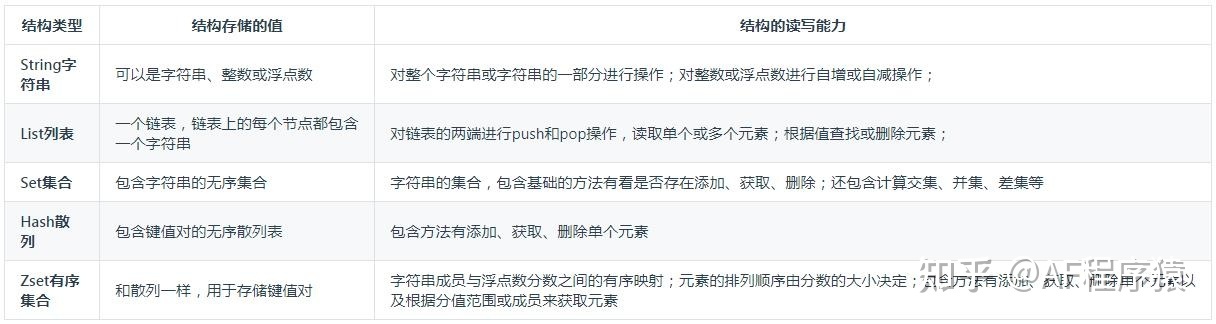 结构类型 结构存储的值 结构的读写能力
String字
符串
可以是字符串、整数或浮点数
对整个字符串或字符串的一部分进行操作；对整数或浮点数进行自增或自减操作；
List列表
一个链表，链表上的每个节点都包含
一个字符串
对链表的两端进行push和pop操作，读取单个或多个元素；根据值查找或删除元素；
Set集合
包含字符串的无序集合
字符串的集合，包含基础的方法有看是否存在添加、获取、删除；还包含计算交集、并集、差集等
Hash散
列
包含键值对的无序散列表
包含方法有添加、获取、删除单个元素
Zset有序
集合
和散列一样，用于存储键值对
字符串成员与浮点数分数之间的有序映射；元素的排列顺序由分数的大小决定；包含方法有添加、获取、删除单个元素以
及根据分值范围或成员来获取元素
知乎 @AF程序猿